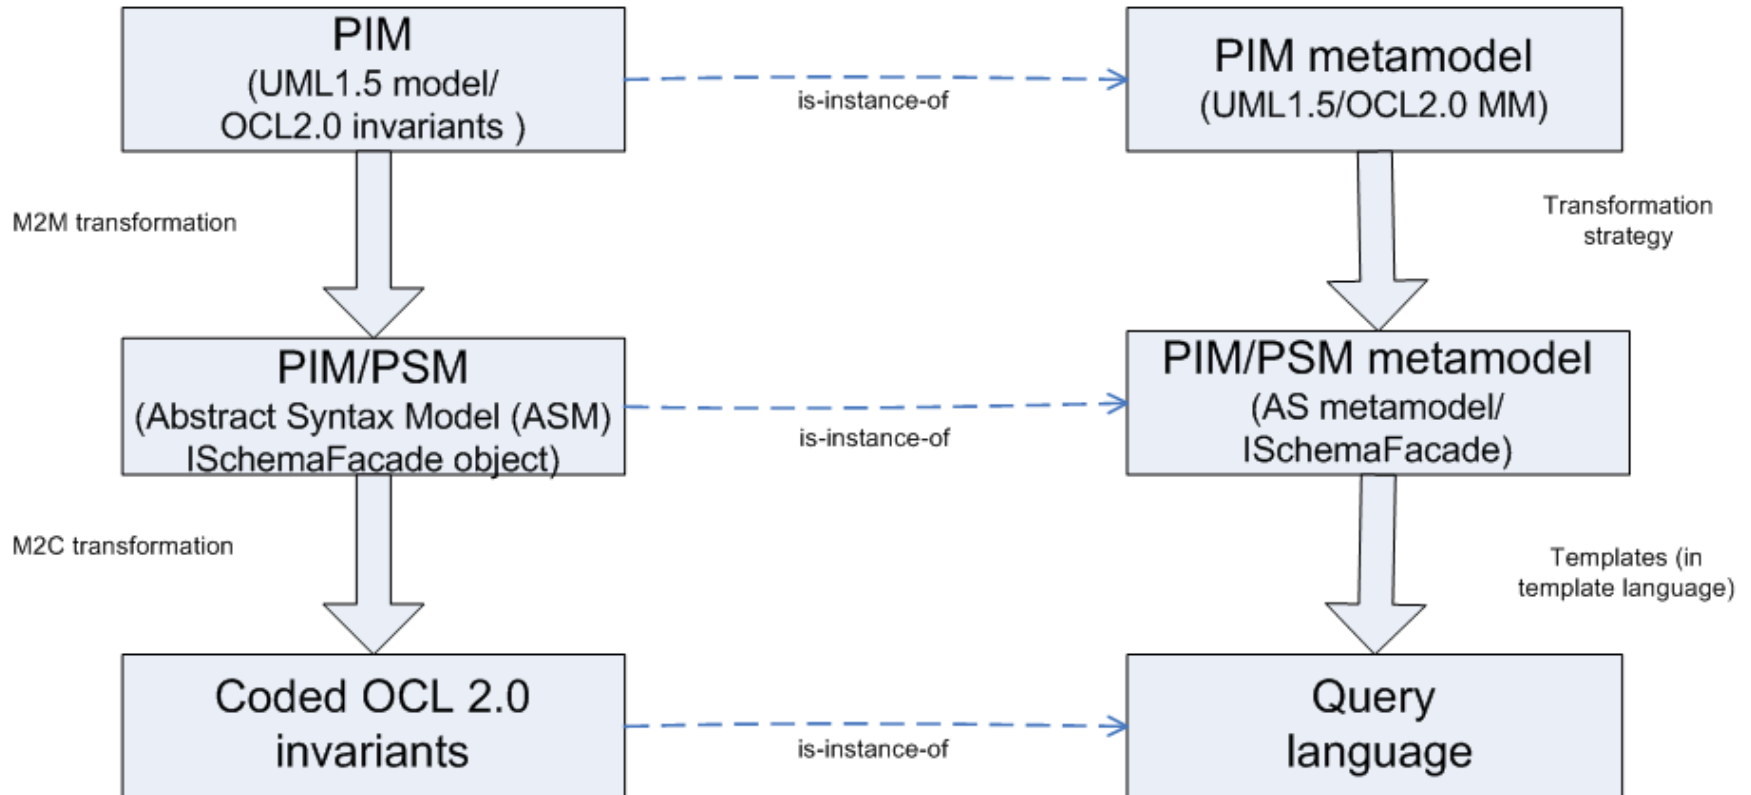 PIM
(UML1.5 model/
OCL2.0 invariants )
is-instance-of
PIM metamodel
(UML1.5/OCL2.0 MM)
M2M transformation
Transformation
strategy
PIM/PSM
(Abstract Syntax Model (ASM)
ISchemaFacade object)
is-instance-of
PIM/PSM metamodel
(AS metamodel/
ISchemaFacade)
M2C transformation
Templates (in
template language)
Coded OCL 2.0
invariants
is-instance-of
Query
language